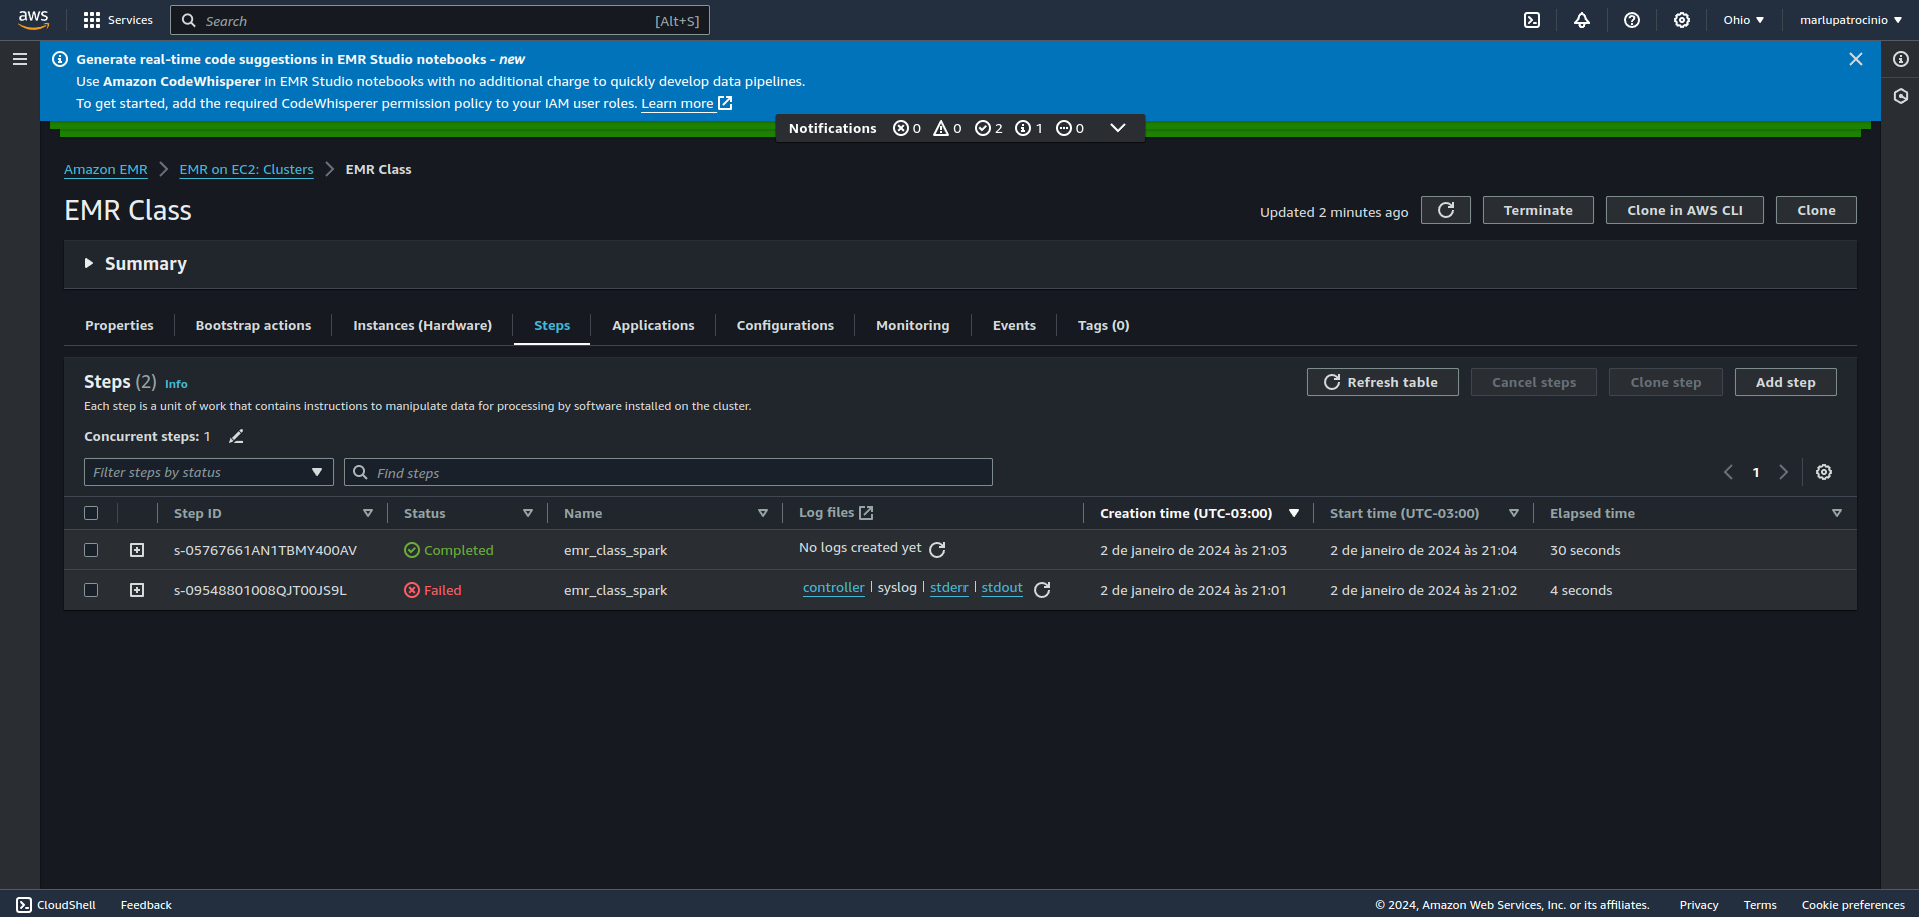 aws Services Search [Alt+S] Ohio ▼ marlupatrocinio ▼
Generate real-time code suggestions in EMR Studio notebooks - new
Use Amazon CodeWhisperer in EMR Studio notebooks with no additional charge to quickly develop data pipelines.
To get started, add the required CodeWhisperer permission policy to your IAM user roles. Learn more
Notifications 0 0 2 1 0
Amazon EMR > EMR on EC2: Clusters > EMR Class
EMR Class Updated 2 minutes ago Terminate Clone in AWS CLI Clone
Summary
Properties Bootstrap actions Instances (Hardware) Steps Applications Configurations Monitoring Events Tags (0)
Steps (2) Info Refresh table Cancel steps Clone step Add step
Each step is a unit of work that contains instructions to manipulate data for processing by software installed on the cluster.
Concurrent steps: 1
Filter steps by status Find steps 1
Step ID Status Name Log files Creation time (UTC-03:00) Start time (UTC-03:00) Elapsed time
s-05767661AN1TBMY400AV Completed emr_class_spark No logs created yet 2 de janeiro de 2024 às 21:03 2 de janeiro de 2024 às 21:04 30 seconds
s-09548801008QJT00JS9L Failed emr_class_spark controller | syslog | stderr | stdout 2 de janeiro de 2024 às 21:01 2 de janeiro de 2024 às 21:02 4 seconds
CloudShell Feedback © 2024, Amazon Web Services, Inc. or its affiliates. Privacy Terms Cookie preferences